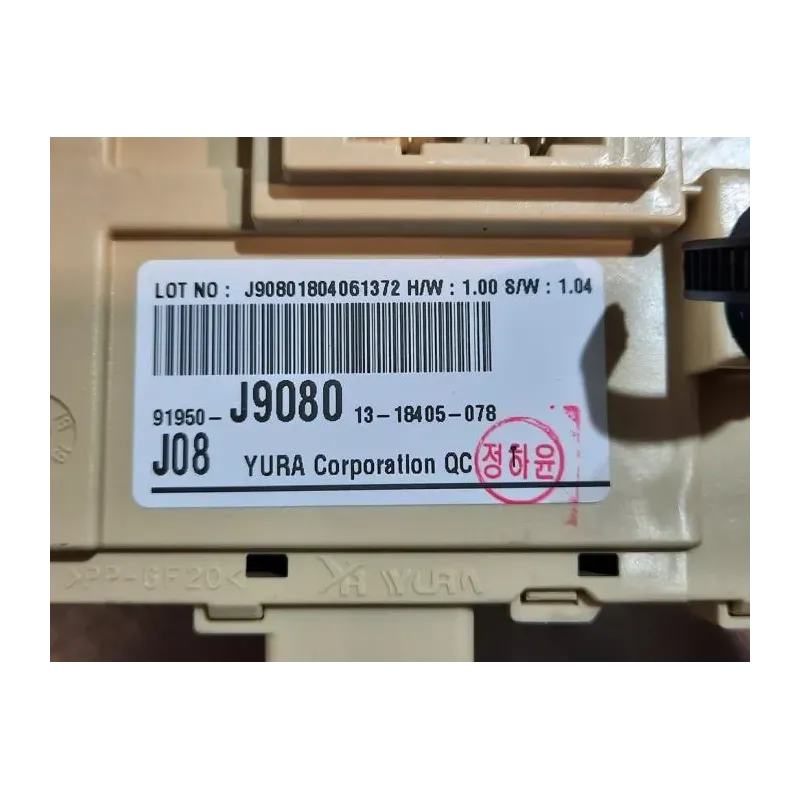 LOT NO : J90801804061372 H/W : 1.00 S/W : 1.04
91950-J9080 13-18405-078
J08 YURA Corporation QC 정하윤
>PP-GF20< YURA